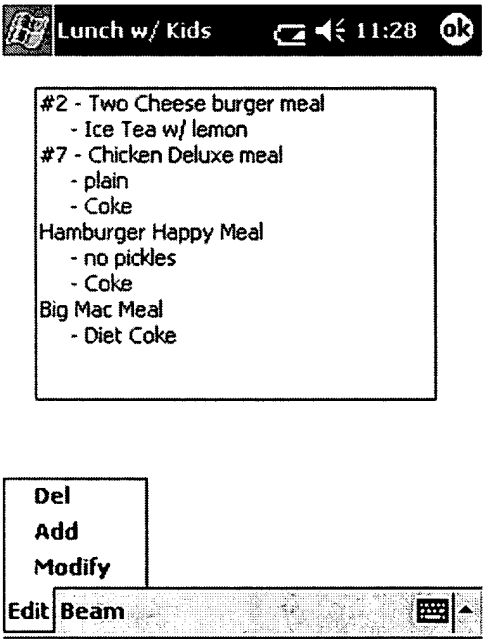 Lunch w/ Kids 11:28 ok
#2 - Two Cheese burger meal
- Ice Tea w/ lemon
#7 - Chicken Deluxe meal
- plain
- Coke
Hamburger Happy Meal
- no pickles
- Coke
Big Mac Meal
- Diet Coke
Del
Add
Modify
Edit Beam